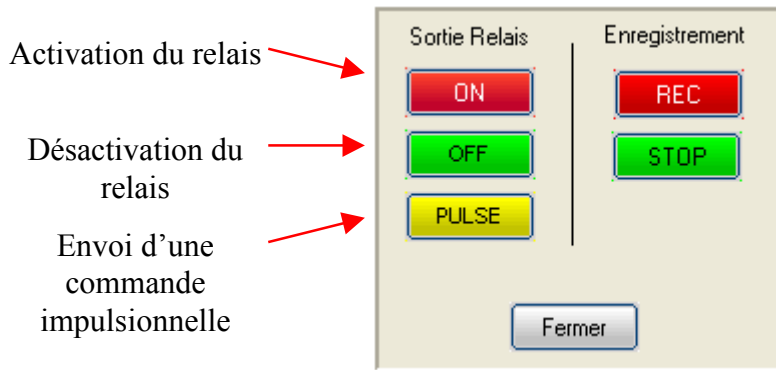 Activation du relais
Désactivation du
relais
Envoi d’une
commande
impulsionnelle
Sortie Relais
ON
OFF
PULSE
Enregistrement
REC
STOP
Fermer